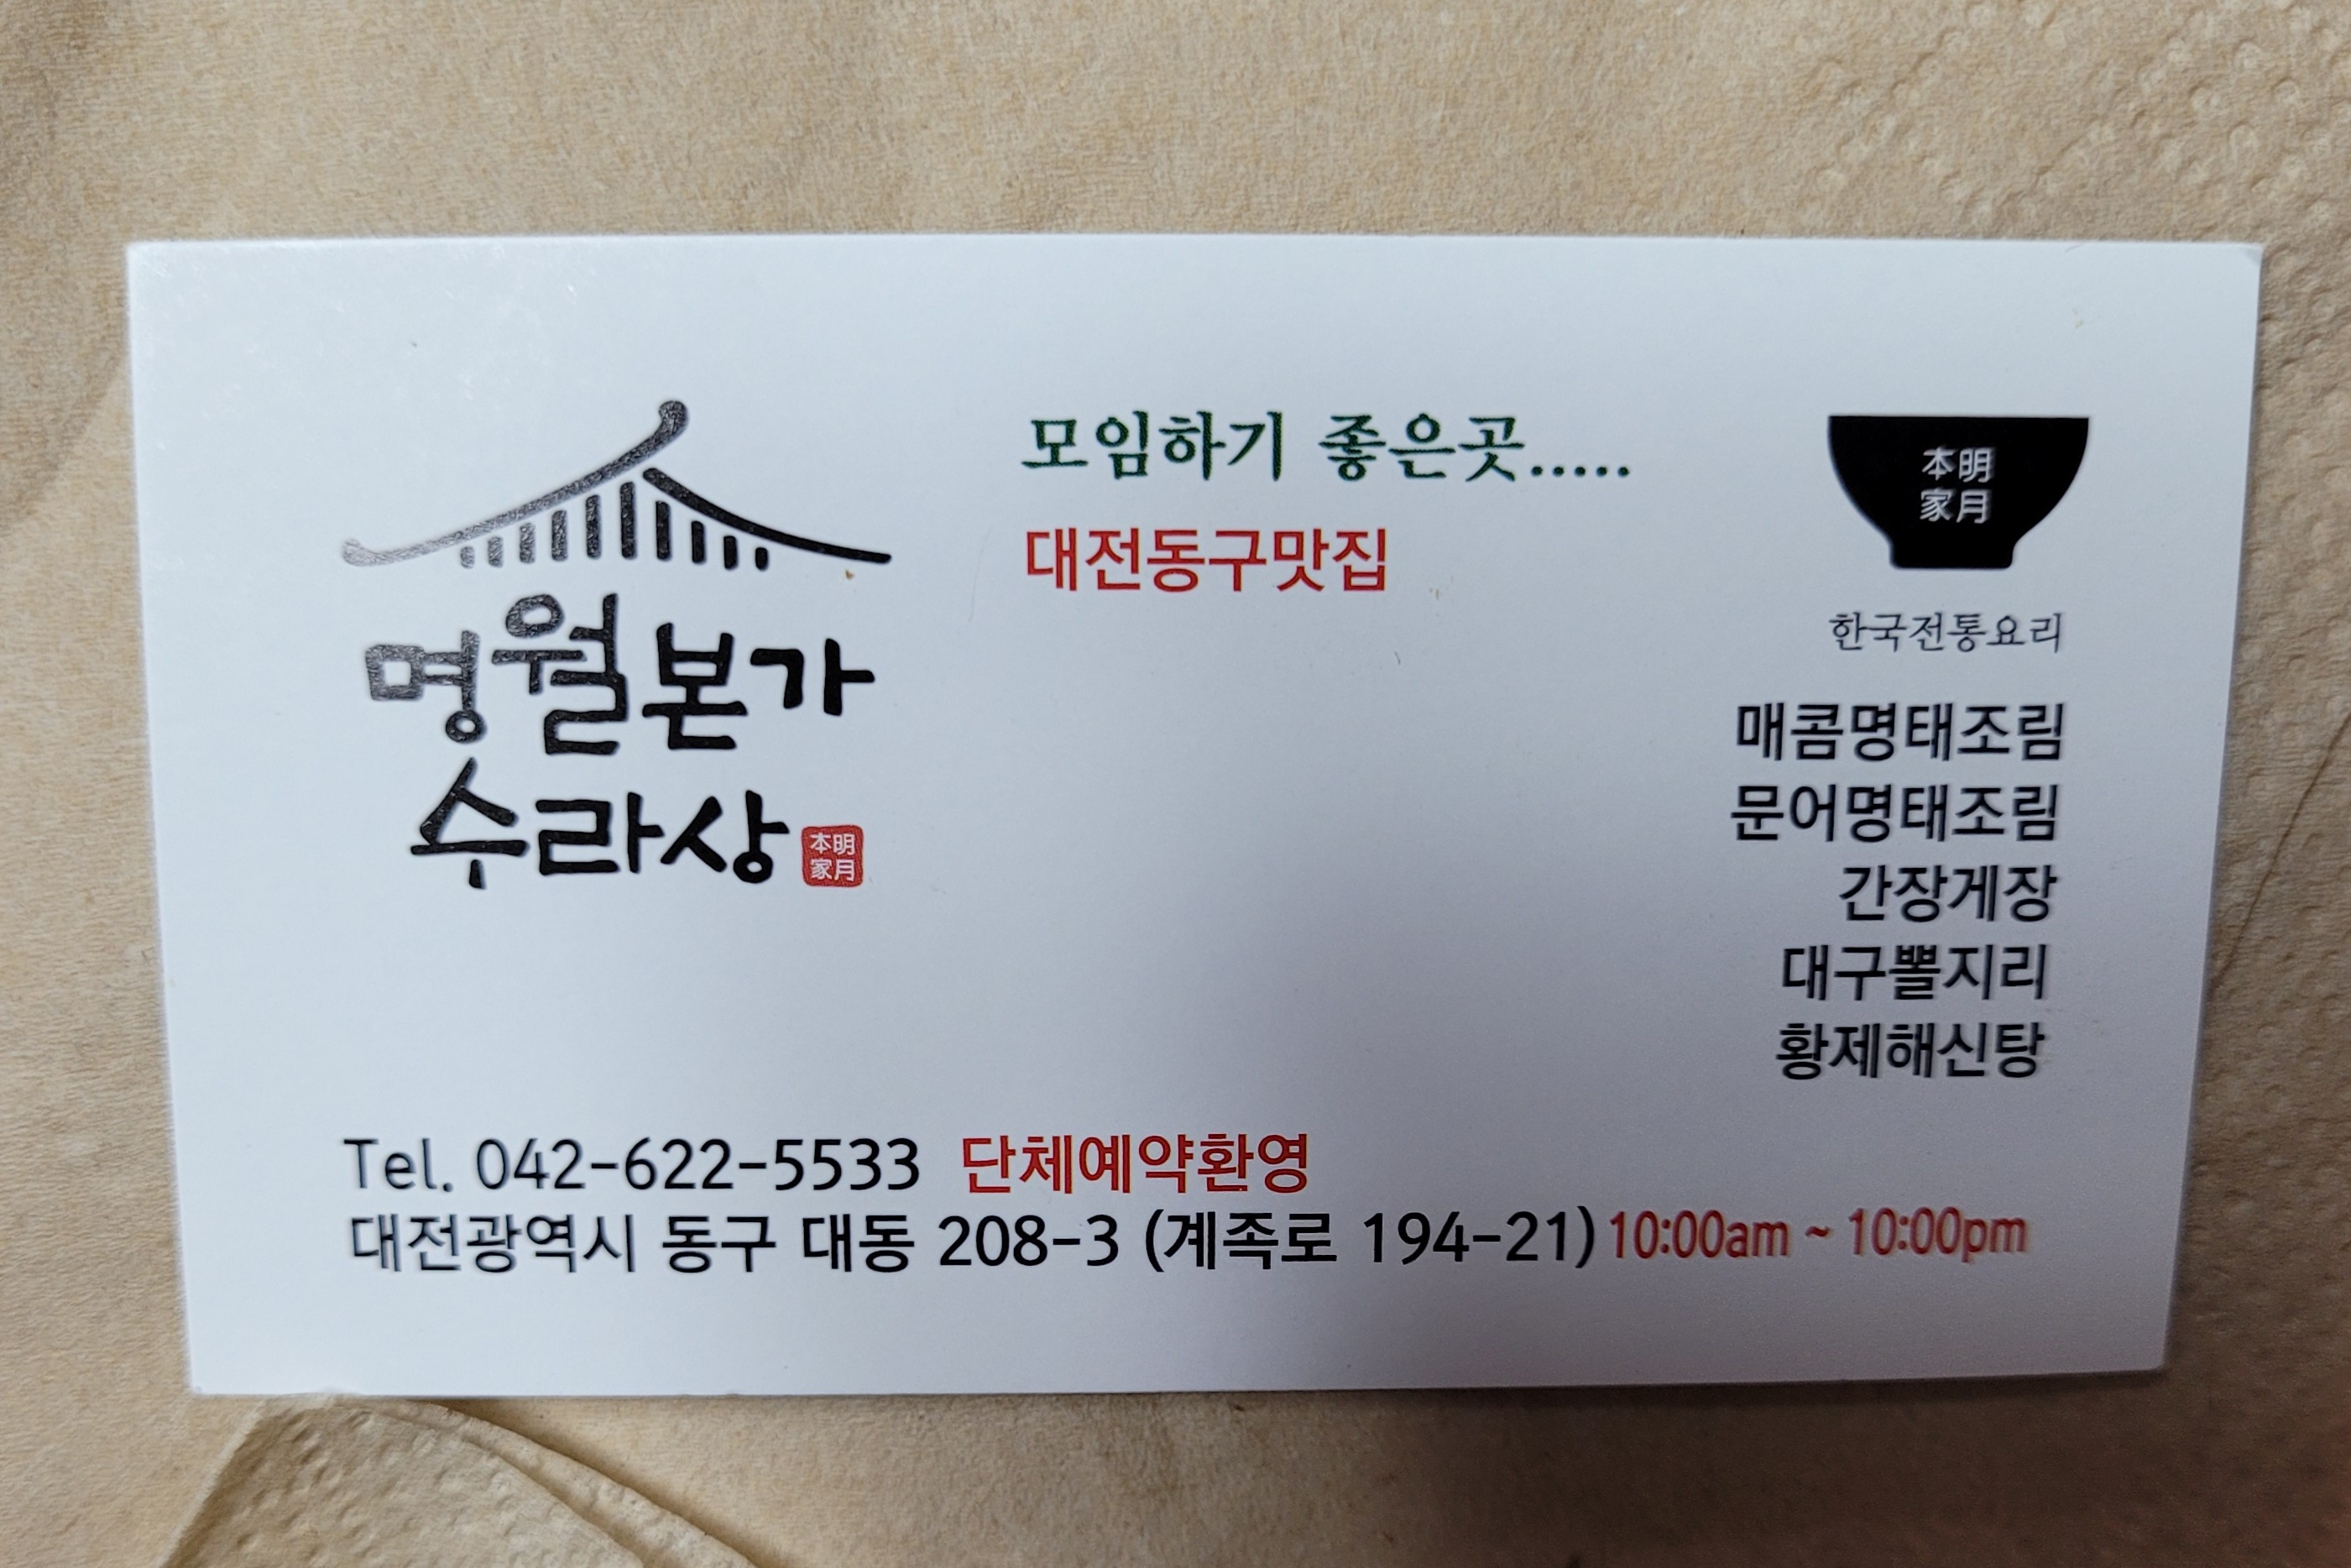 명월본가
수라상
本明
家月
모임하기 좋은곳.....
대전동구맛집
本明
家月
한국전통요리
매콤명태조림
문어명태조림
간장게장
대구뽈지리
황제해신탕
Tel. 042-622-5533 단체예약환영
대전광역시 동구 대동 208-3 (계족로 194-21) 10:00am ~ 10:00pm